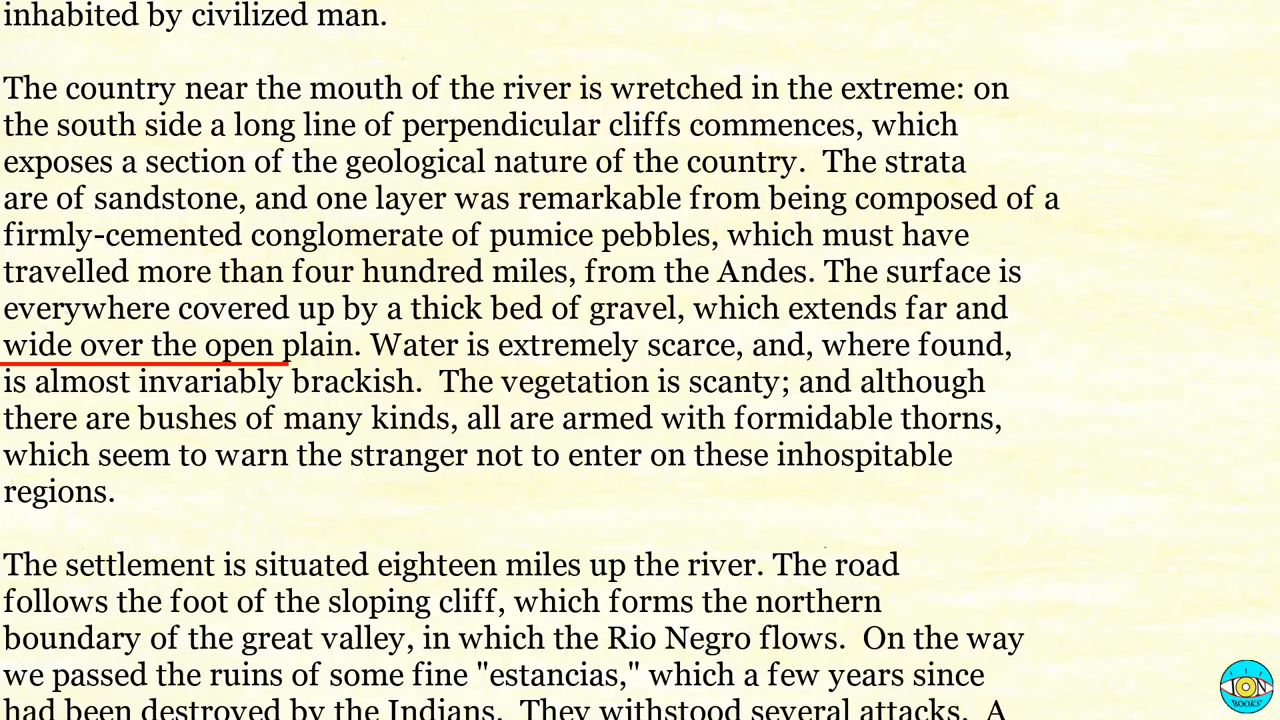 inhabited by civilized man.
The country near the mouth of the river is wretched in the extreme: on
the south side a long line of perpendicular cliffs commences, which
exposes a section of the geological nature of the country.  The strata
are of sandstone, and one layer was remarkable from being composed of a
firmly-cemented conglomerate of pumice pebbles, which must have
travelled more than four hundred miles, from the Andes. The surface is
everywhere covered up by a thick bed of gravel, which extends far and
wide over the open plain. Water is extremely scarce, and, where found,
is almost invariably brackish.  The vegetation is scanty; and although
there are bushes of many kinds, all are armed with formidable thorns,
which seem to warn the stranger not to enter on these inhospitable
regions.
The settlement is situated eighteen miles up the river. The road
follows the foot of the sloping cliff, which forms the northern
boundary of the great valley, in which the Rio Negro flows.  On the way
we passed the ruins of some fine "estancias," which a few years since
had been destroyed by the Indians.  They withstood several attacks.  A
ION
BOOKS